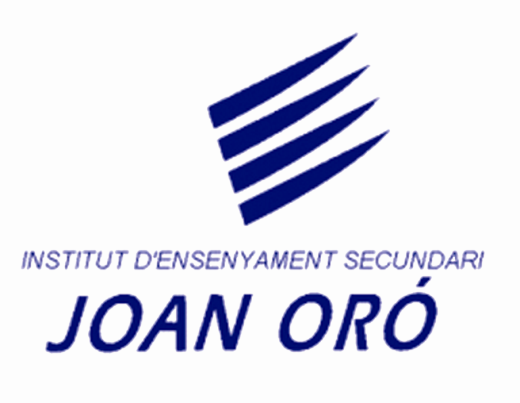 INSTITUT D'ENSENYAMENT SECUNDARI
JOAN ORÓ